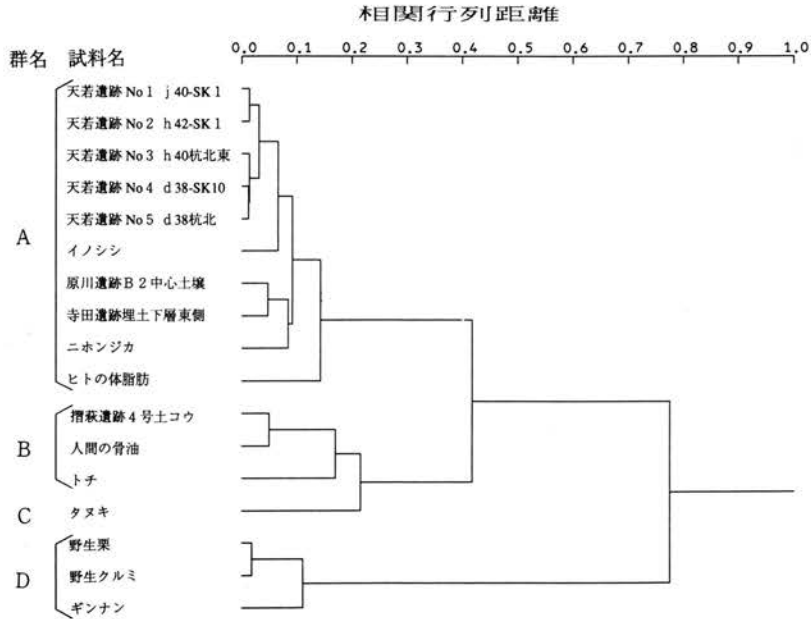 相関行列距離
0.0 0.1 0.2 0.3 0.4 0.5 0.6 0.7 0.8 0.9 1.0
群名 試料名
天若遺跡 No 1 j 40-SK 1
天若遺跡 No 2 h 42-SK 1
天若遺跡 No 3 h 40杭北東
天若遺跡 No 4 d 38-SK10
天若遺跡 No 5 d 38杭北
A
イノシシ
原川遺跡B 2中心土壌
寺田遺跡埋土下層東側
ニホンジカ
ヒトの体脂肪
摺萩遺跡4号土コウ
B 人間の骨油
トチ
C タヌキ
野生栗
D 野生クルミ
ギンナン